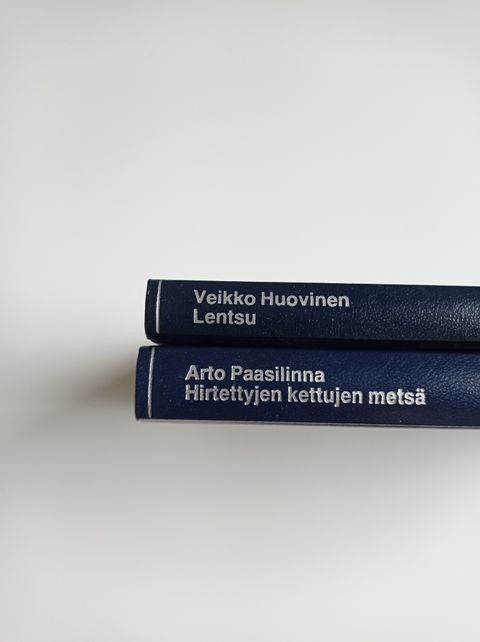 Veikko Huovinen
Lentsu
Arto Paasilinna
Hirtettyjen kettujen metsä